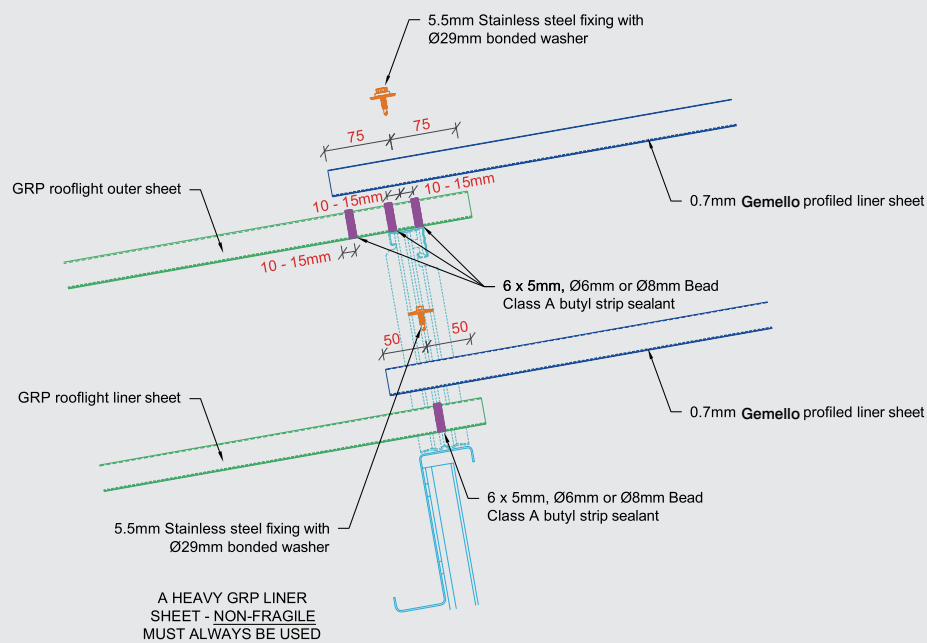 5.5mm Stainless steel fixing with
Ø29mm bonded washer
75
75
GRP rooflight outer sheet
10 - 15mm
10 - 15mm
0.7mm Gemello profiled liner sheet
10 - 15mm
6 x 5mm, Ø6mm or Ø8mm Bead
Class A butyl strip sealant
50
50
GRP rooflight liner sheet
0.7mm Gemello profiled liner sheet
6 x 5mm, Ø6mm or Ø8mm Bead
Class A butyl strip sealant
5.5mm Stainless steel fixing with
Ø29mm bonded washer
A HEAVY GRP LINER
SHEET - NON-FRAGILE
MUST ALWAYS BE USED